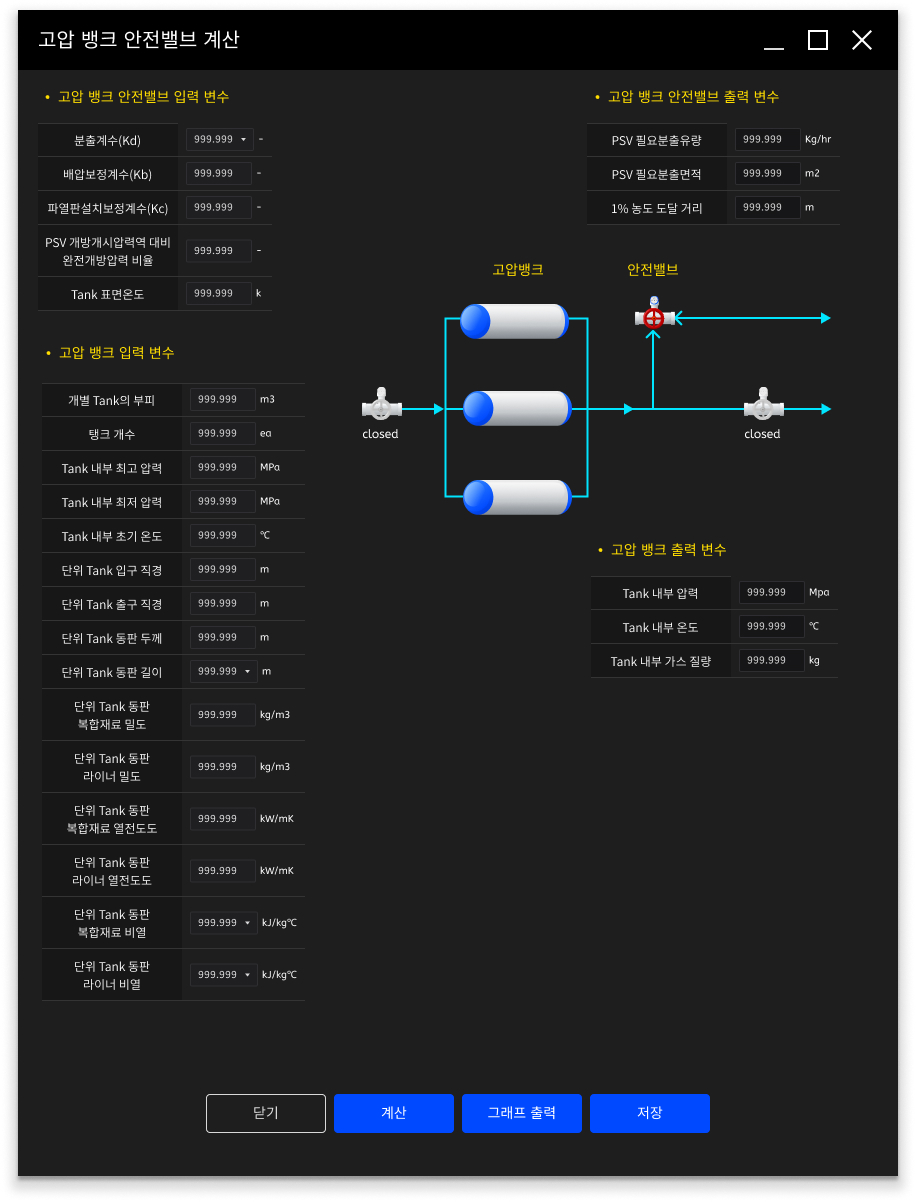 고압 뱅크 안전밸브 계산
• 고압 뱅크 안전밸브 입력 변수
분출계수(Kd) 999.999 -
배압보정계수(Kb) 999.999 -
파열판설치보정계수(Kc) 999.999 -
PSV 개방개시압력역 대비
완전개방압력 비율 999.999 -
Tank 표면온도 999.999 k
• 고압 뱅크 입력 변수
개별 Tank의 부피 999.999 m3
탱크 개수 999.999 ea
Tank 내부 최고 압력 999.999 MPa
Tank 내부 최저 압력 999.999 MPa
Tank 내부 초기 온도 999.999 ℃
단위 Tank 입구 직경 999.999 m
단위 Tank 출구 직경 999.999 m
단위 Tank 동판 두께 999.999 m
단위 Tank 동판 길이 999.999 m
단위 Tank 동판
복합재료 밀도 999.999 kg/m3
단위 Tank 동판
라이너 밀도 999.999 kg/m3
단위 Tank 동판
복합재료 열전도도 999.999 kW/mK
단위 Tank 동판
라이너 열전도도 999.999 kW/mK
단위 Tank 동판
복합재료 비열 999.999 kJ/kg℃
단위 Tank 동판
라이너 비열 999.999 kJ/kg℃
• 고압 뱅크 안전밸브 출력 변수
PSV 필요분출유량 999.999 Kg/hr
PSV 필요분출면적 999.999 m2
1% 농도 도달 거리 999.999 m
고압뱅크 안전밸브
closed closed
• 고압 뱅크 출력 변수
Tank 내부 압력 999.999 Mpa
Tank 내부 온도 999.999 ℃
Tank 내부 가스 질량 999.999 kg
닫기 계산 그래프 출력 저장